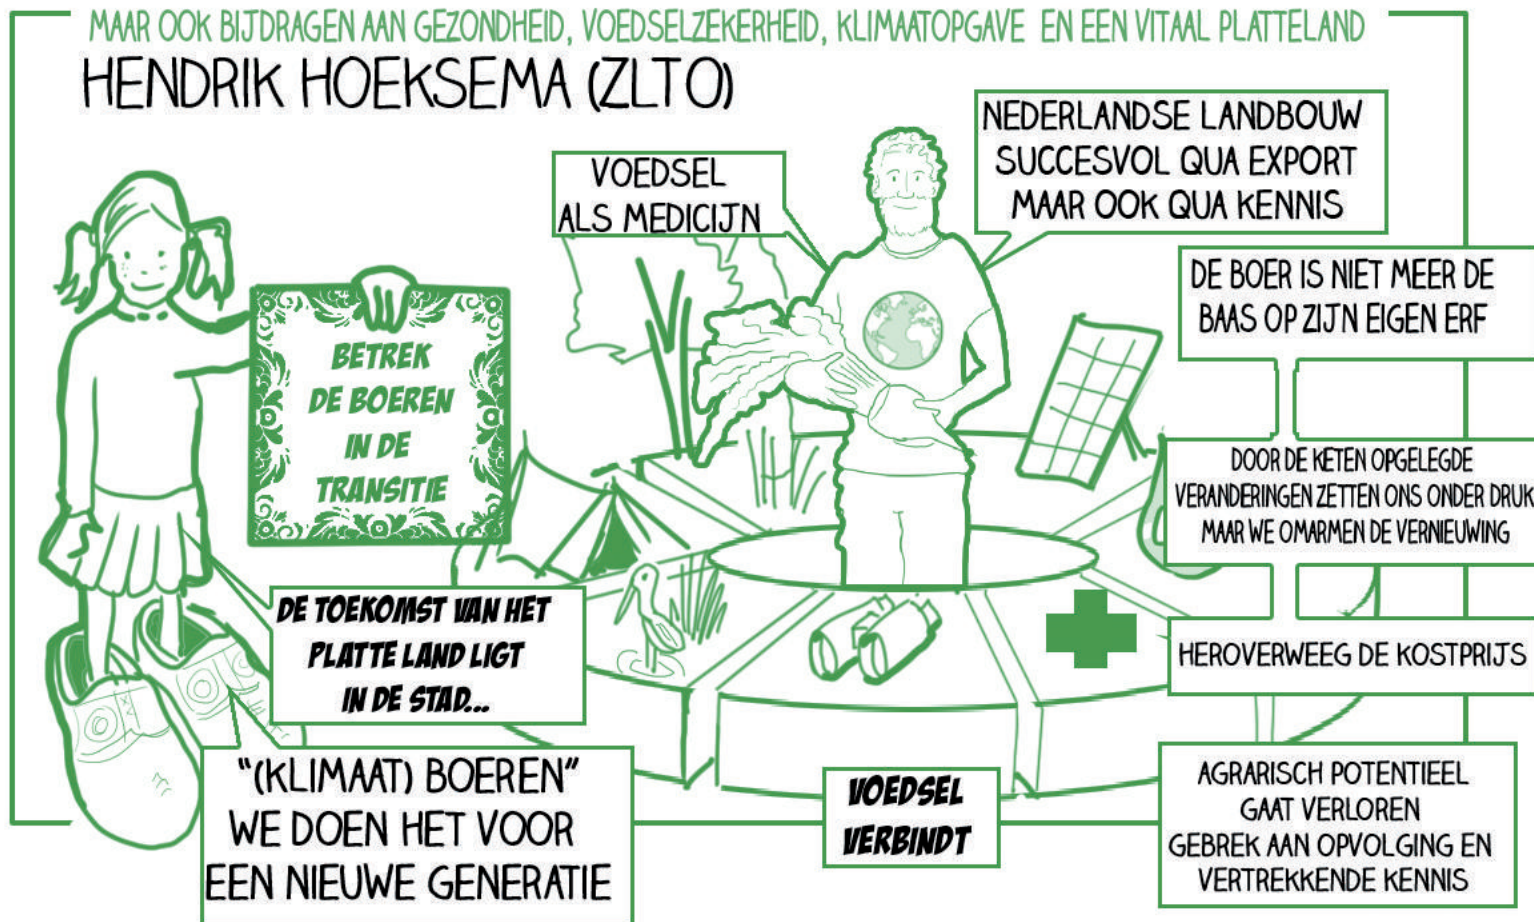 MAAR OOK BIJDRAGEN AAN GEZONDHEID, VOEDSELZEKERHEID, KLIMAATOPGAVE EN EEN VITAAL PLATTELAND
HENDRIK HOEKSEMA (ZLTO)
VOEDSEL
ALS MEDICIJN
NEDERLANDSE LANDBOUW
SUCCESVOL QUA EXPORT
MAAR OOK QUA KENNIS
DE BOER IS NIET MEER DE
BAAS OP ZIJN EIGEN ERF
BETREK
DE BOEREN
IN DE
TRANSITIE
DOOR DE KETEN OPGELEGDE
VERANDERINGEN ZETTEN ONS ONDER DRUK
MAAR WE OMARMEN DE VERNIEUWING
DE TOEKOMST VAN HET
PLATTE LAND LIGT
IN DE STAD...
HEROVERWEEG DE KOSTPRIJS
"(KLIMAAT) BOEREN"
WE DOEN HET VOOR
EEN NIEUWE GENERATIE
VOEDSEL
VERBINDT
AGRARISCH POTENTIEEL
GAAT VERLOREN
GEBREK AAN OPVOLGING EN
VERTREKKENDE KENNIS